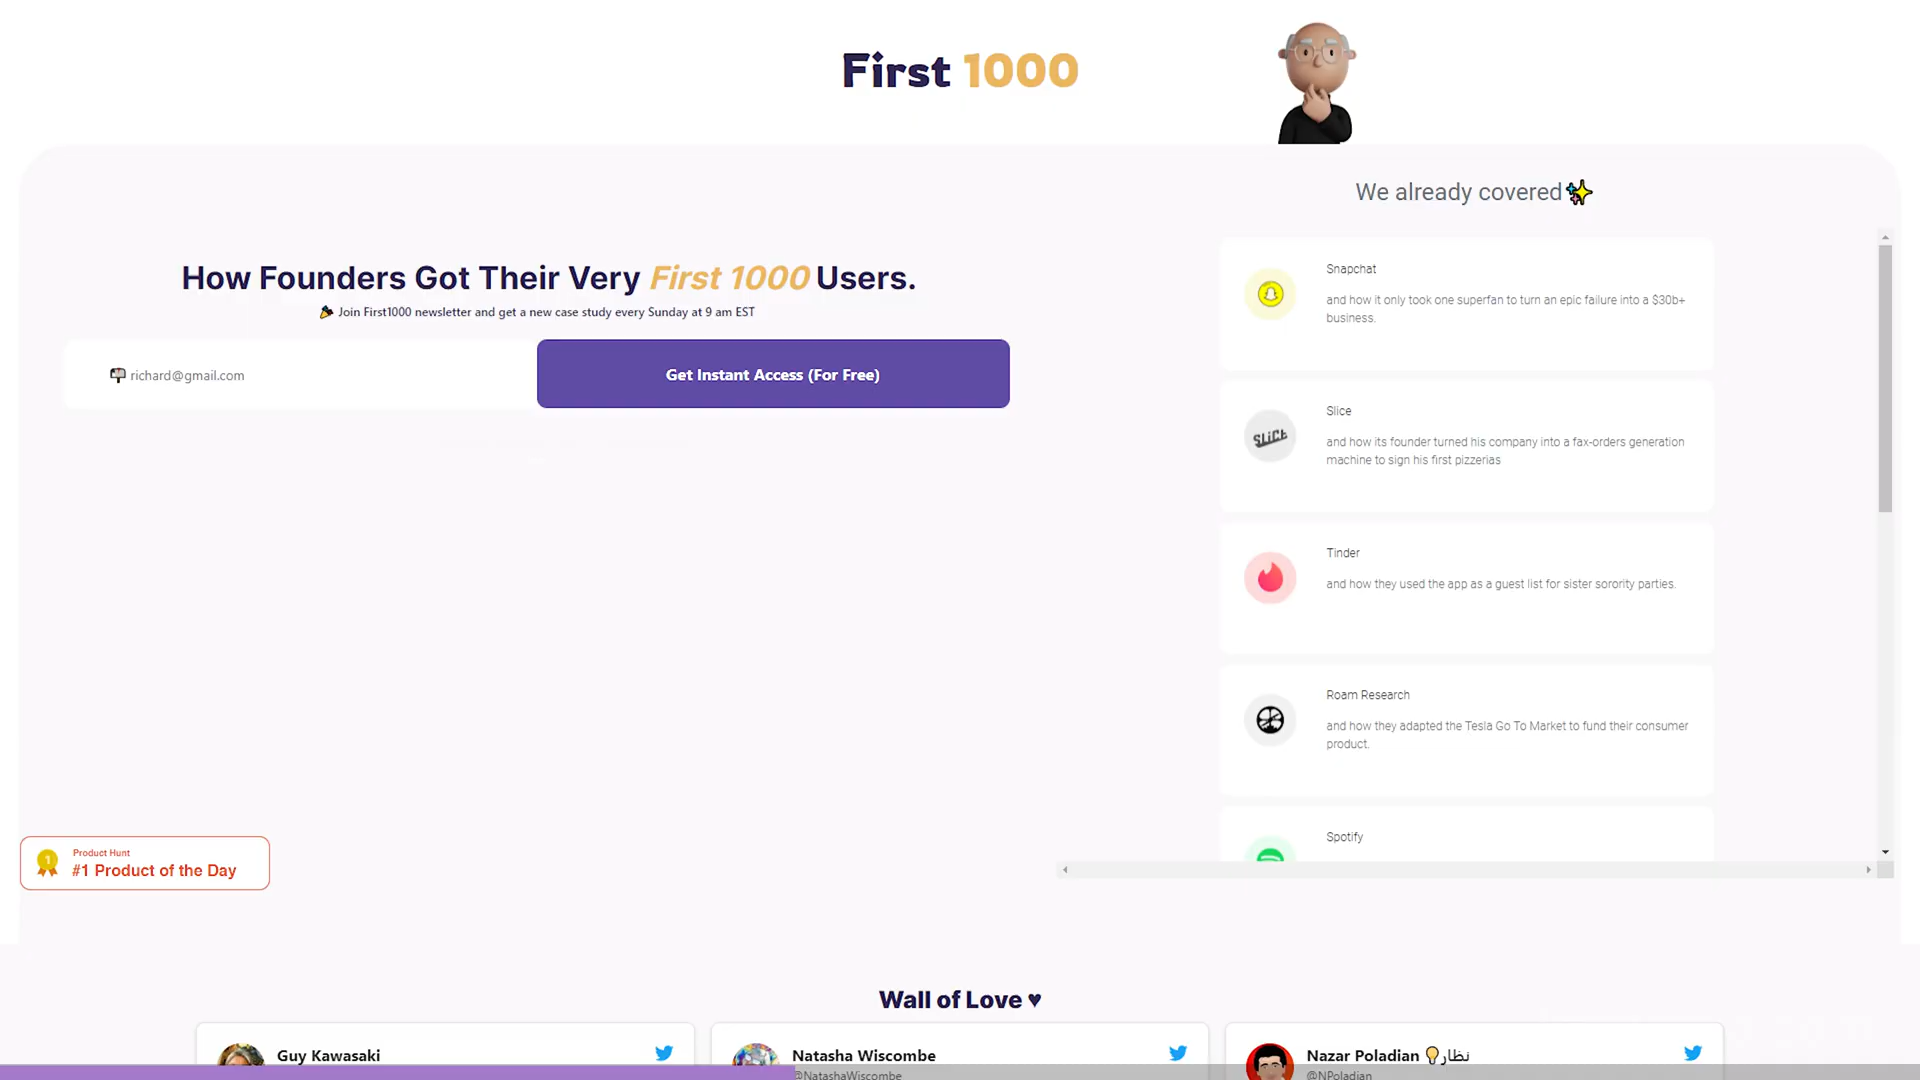 First 1000
We already covered
How Founders Got Their Very First 1000 Users.
Join First1000 newsletter and get a new case study every Sunday at 9 am EST
richard@gmail.com
Get Instant Access (For Free)
Snapchat
and how it only took one superfan to turn an epic failure into a $30b+
business.
SLiCE
Slice
and how its founder turned his company into a fax-orders generation
machine to sign his first pizzerias
Tinder
and how they used the app as a guest list for sister sorority parties.
Roam Research
and how they adapted the Tesla Go To Market to fund their consumer
product.
Spotify
1
Product Hunt
#1 Product of the Day
Wall of Love ♥
Guy Kawasaki
Natasha Wiscombe
@NatashaWiscombe
Nazar Poladian نظار
@NPoladian